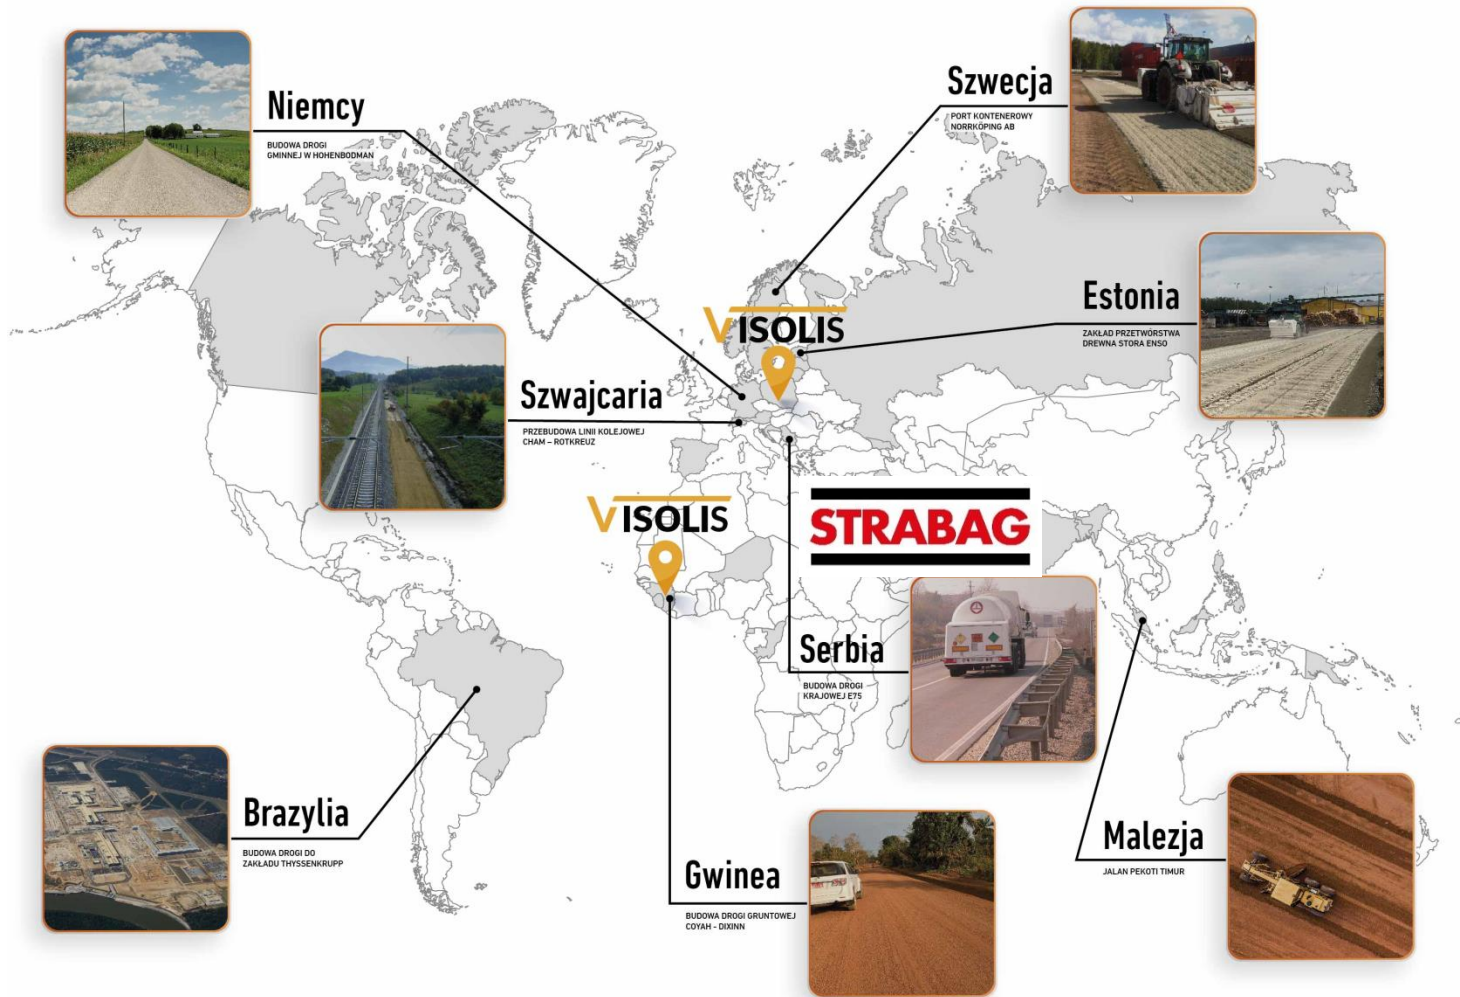 Niemcy
BUDOWA DROGI
GMINNEJ W HOHENBODMAN
Szwecja
PORT KONTENEROWY
NORRKÖPING AB
Estonia
ZAKŁAD PRZETWÓRSTWA
DREWNA STORA ENSO
VISOLIS
Szwajcaria
PRZEBUDOWA LINII KOLEJOWEJ
CHAM – ROTKREUZ
VISOLIS
STRABAG
Serbia
BUDOWA DROGI
KRAJOWEJ E75
Brazylia
BUDOWA DROGI DO
ZAKŁADU THYSSENKRUPP
Gwinea
BUDOWA DROGI GRUNTOWEJ
COYAH - DIXINN
Malezja
JALAN PEKOTI TIMUR